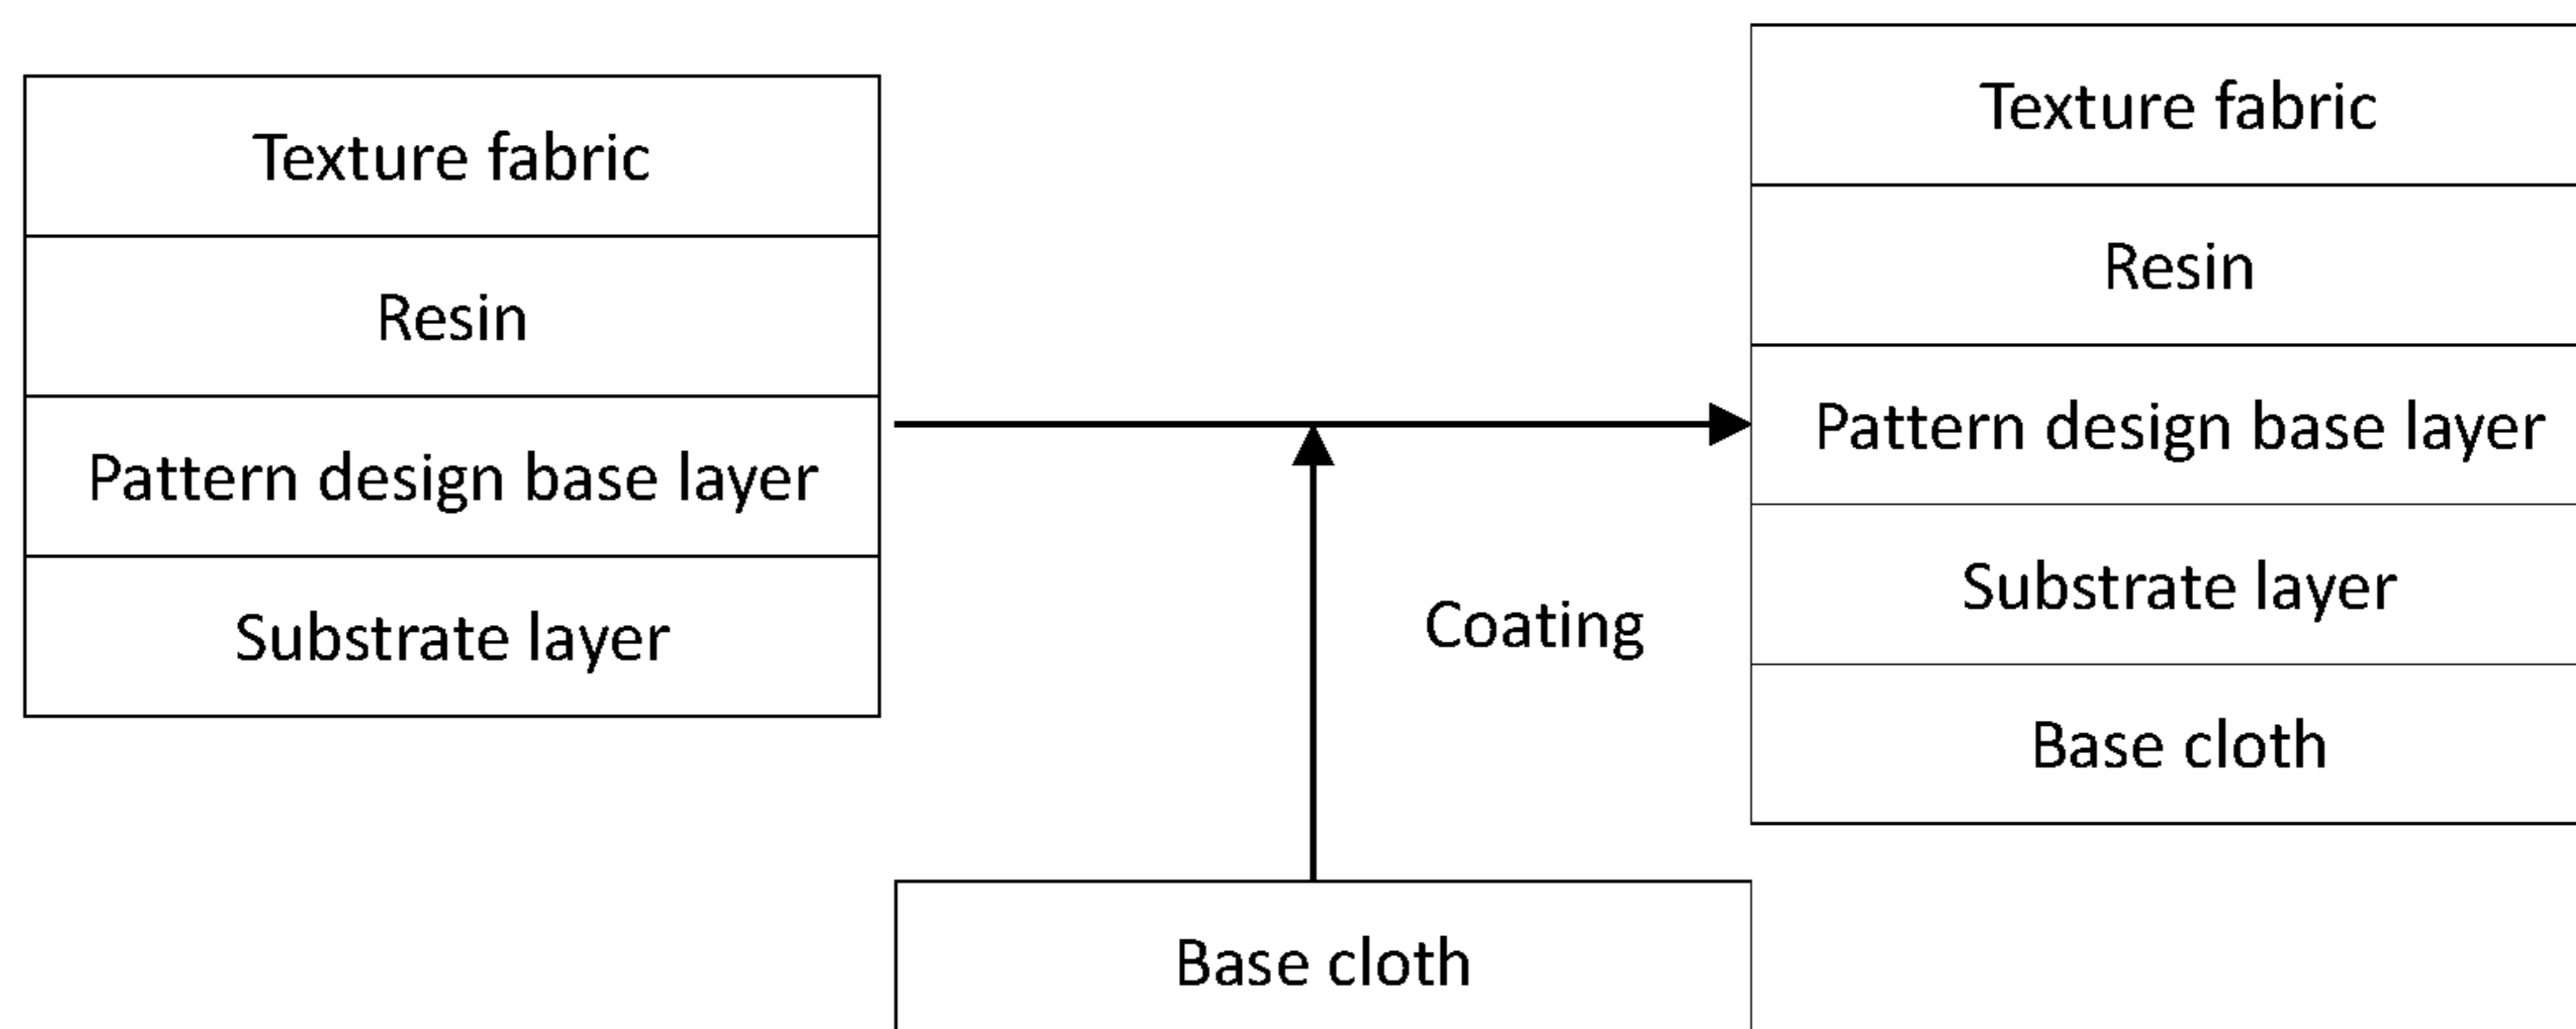 Texture fabric
Resin
Pattern design base layer
Substrate layer
Coating
Base cloth
Texture fabric
Resin
Pattern design base layer
Substrate layer
Base cloth